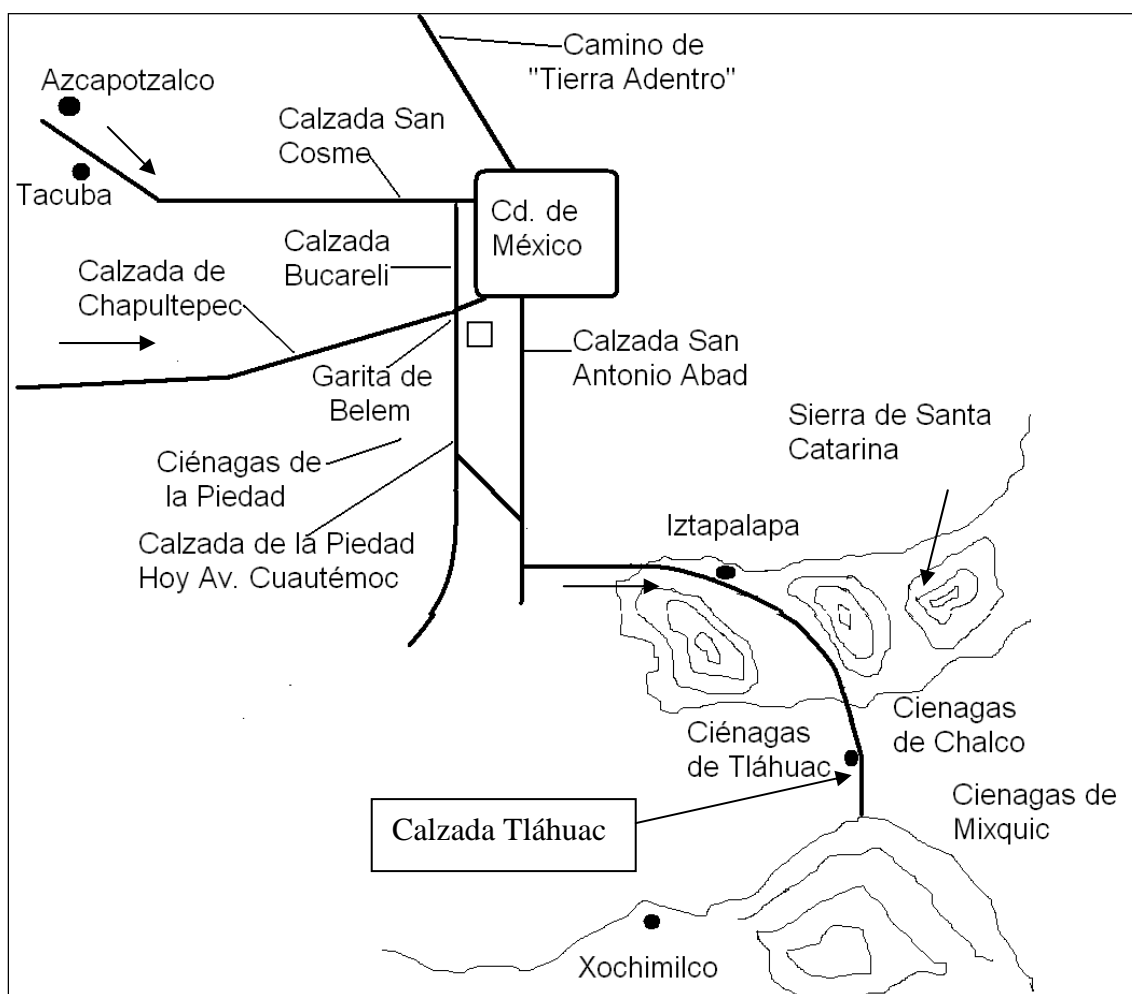 Camino de
"Tierra Adentro"
Azcapotzalco
Calzada San
Cosme
Tacuba
Cd. de
México
Calzada
Bucareli
Calzada de
Chapultepec
Calzada San
Antonio Abad
Garita de
Belem
Sierra de Santa
Catarina
Ciénagas de
la Piedad
Iztapalapa
Calzada de la Piedad
Hoy Av. Cuautémoc
Cienagas
de Chalco
Ciénagas
de Tláhuac
Cienagas de
Mixquic
Calzada Tláhuac
Xochimilco